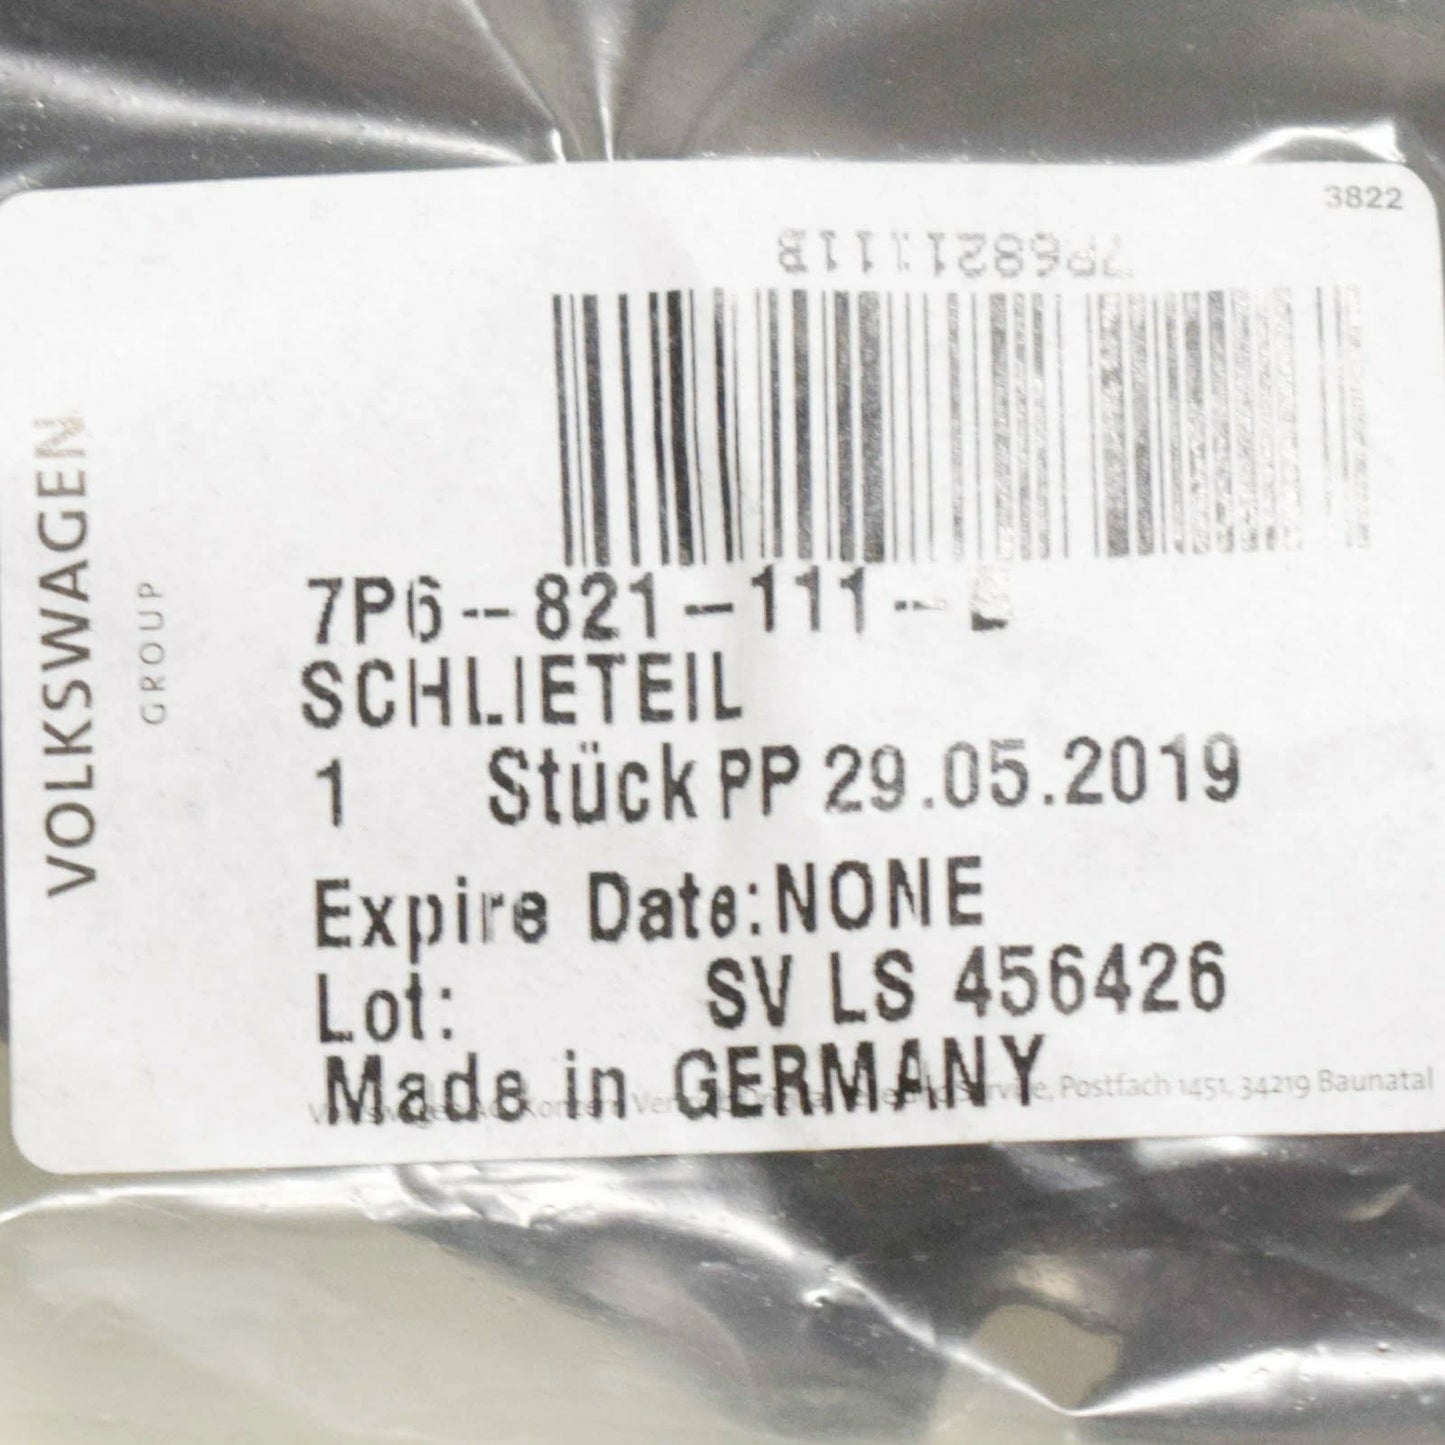 3822
7P6821111B
7P6-821-111-
SCHLIETEIL
1 Stück PP 29.05.2019
Expire Date:NONE
Lot: SV LS 456426
Made in GERMANY
Postfach 1451, 34219 Baunatal
VOLKSWAGEN
GROUP